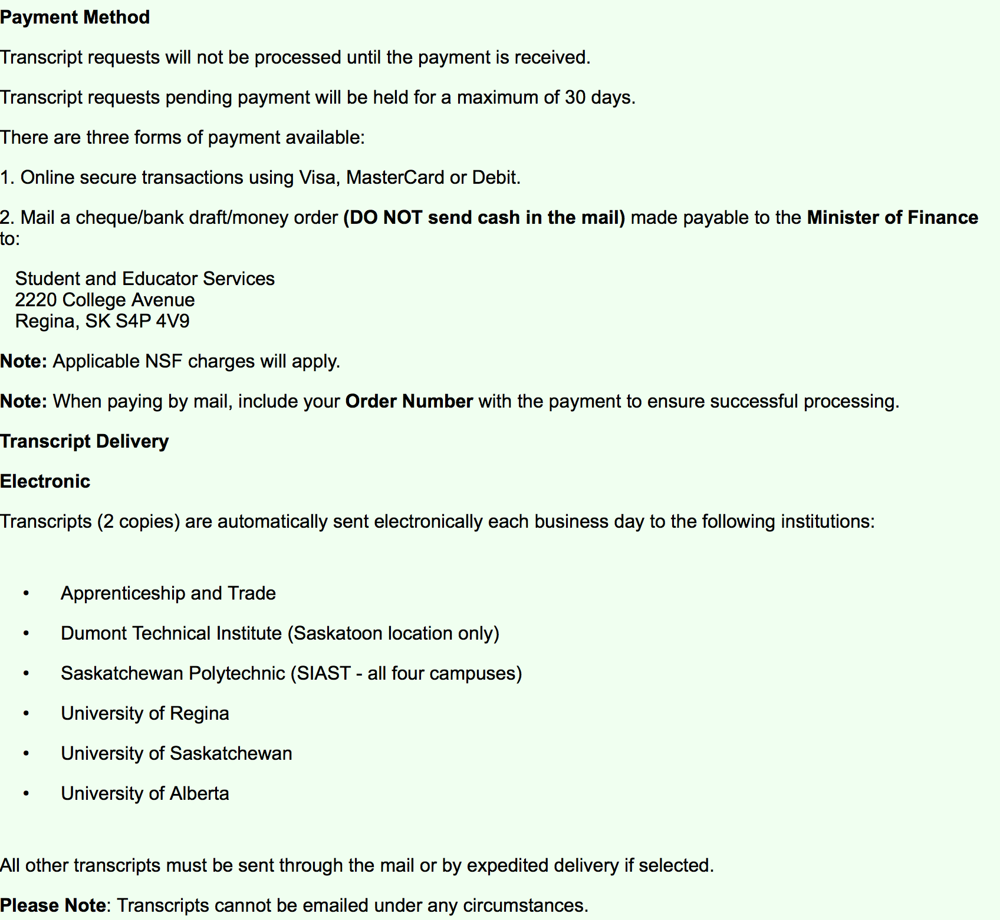 Payment Method
Transcript requests will not be processed until the payment is received.
Transcript requests pending payment will be held for a maximum of 30 days.
There are three forms of payment available:
1. Online secure transactions using Visa, MasterCard or Debit.
2. Mail a cheque/bank draft/money order (DO NOT send cash in the mail) made payable to the Minister of Finance
to:
Student and Educator Services
2220 College Avenue
Regina, SK S4P 4V9
Note: Applicable NSF charges will apply.
Note: When paying by mail, include your Order Number with the payment to ensure successful processing.
Transcript Delivery
Electronic
Transcripts (2 copies) are automatically sent electronically each business day to the following institutions:
• Apprenticeship and Trade
• Dumont Technical Institute (Saskatoon location only)
• Saskatchewan Polytechnic (SIAST - all four campuses)
• University of Regina
• University of Saskatchewan
• University of Alberta
All other transcripts must be sent through the mail or by expedited delivery if selected.
Please Note: Transcripts cannot be emailed under any circumstances.